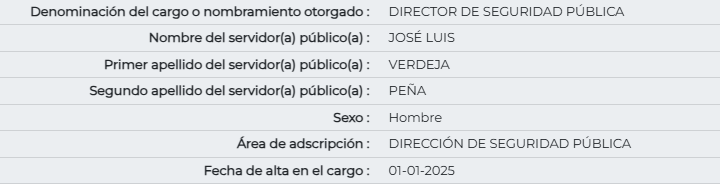 Denominación del cargo o nombramiento otorgado : DIRECTOR DE SEGURIDAD PÚBLICA
Nombre del servidor(a) público(a) : JOSÉ LUIS
Primer apellido del servidor(a) público(a) : VERDEJA
Segundo apellido del servidor(a) público(a) : PEÑA
Sexo : Hombre
Área de adscripción : DIRECCIÓN DE SEGURIDAD PÚBLICA
Fecha de alta en el cargo : 01-01-2025